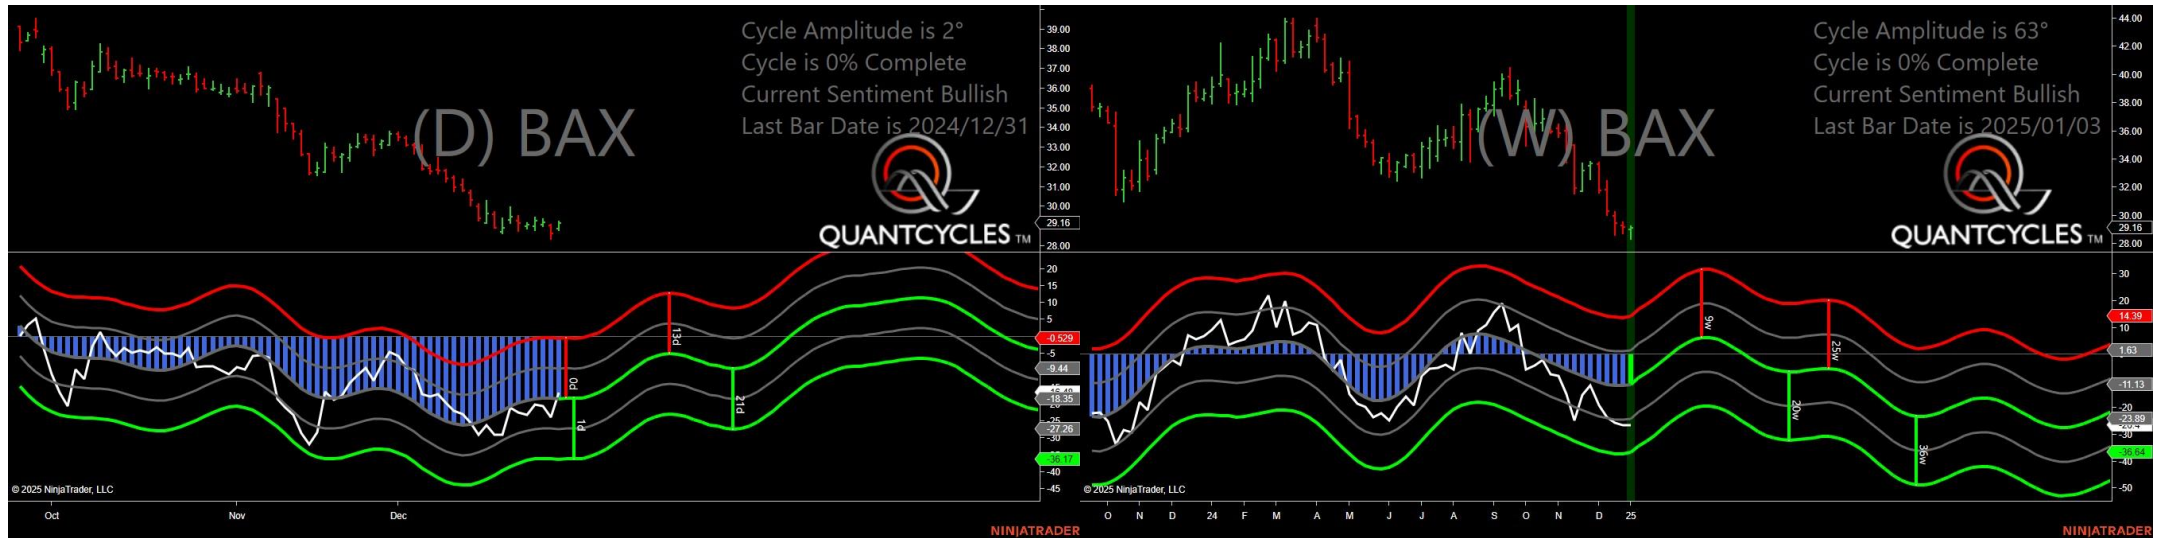 Cycle Amplitude is 2°
Cycle is 0% Complete
Current Sentiment Bullish
Last Bar Date is 2024/12/31
(D) BAX
QUANTCYCLES TM
39.00
38.00
37.00
36.00
35.00
34.00
33.00
32.00
31.00
30.00
29.16
28.00
20
15
10
5
-0.529
-5
-9.44
-18.35
-27.26
-30
-36.17
-40
-45
13d
0d
1d
21d
© 2025 NinjaTrader, LLC
Oct
Nov
Dec
NINJATRADER
Cycle Amplitude is 63°
Cycle is 0% Complete
Current Sentiment Bullish
Last Bar Date is 2025/01/03
(W) BAX
QUANTCYCLES TM
44.00
42.00
40.00
38.00
36.00
34.00
32.00
30.00
29.16
28.00
30
20
14.39
10
1.63
-11.13
-20
-23.89
-30
-36.64
-40
-50
9w
25w
20w
36w
© 2025 NinjaTrader, LLC
O N D 24 F M A M J J A S O N D 25
NINJATRADER